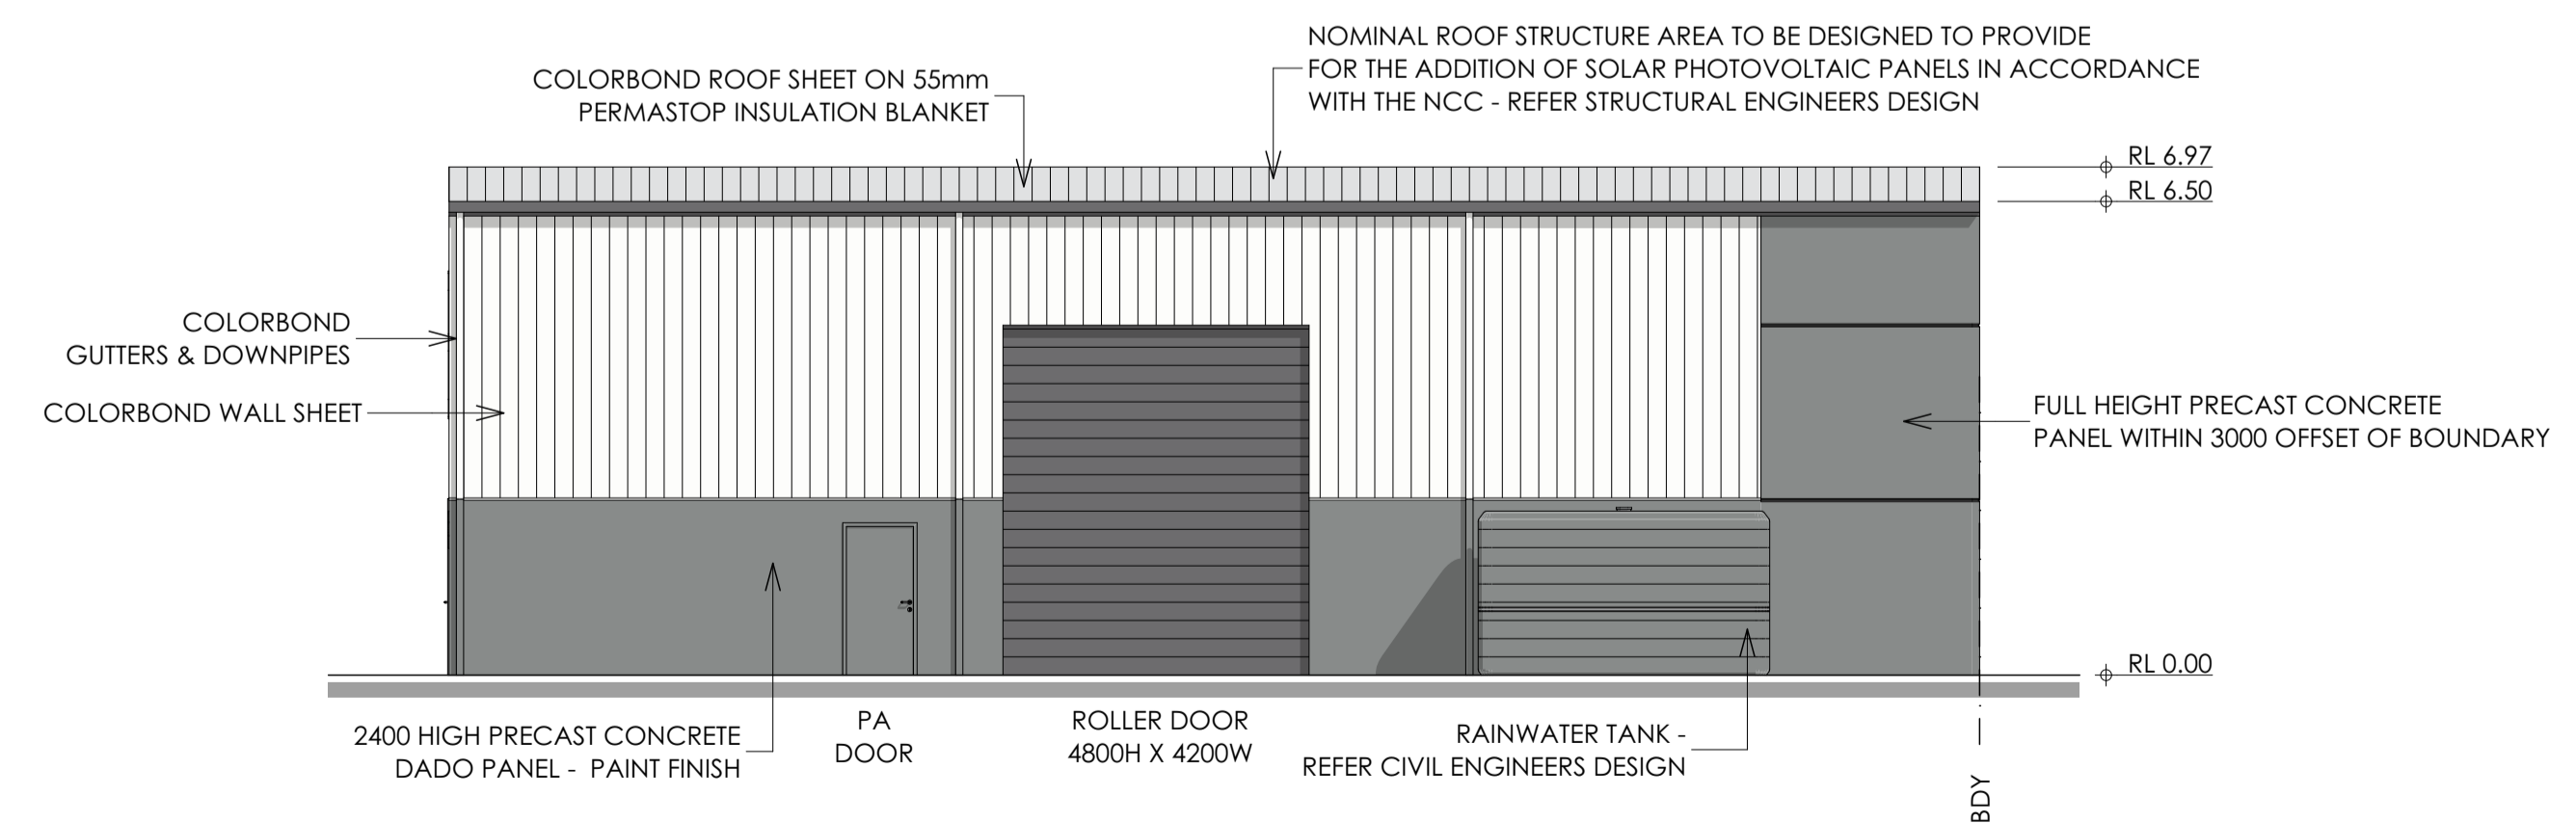 NOMINAL ROOF STRUCTURE AREA TO BE DESIGNED TO PROVIDE
FOR THE ADDITION OF SOLAR PHOTOVOLTAIC PANELS IN ACCORDANCE
WITH THE NCC - REFER STRUCTURAL ENGINEERS DESIGN
COLORBOND ROOF SHEET ON 55mm
PERMASTOP INSULATION BLANKET
RL 6.97
RL 6.50
COLORBOND
GUTTERS & DOWNPIPES
COLORBOND WALL SHEET
FULL HEIGHT PRECAST CONCRETE
PANEL WITHIN 3000 OFFSET OF BOUNDARY
RL 0.00
2400 HIGH PRECAST CONCRETE
DADO PANEL - PAINT FINISH
PA
DOOR
ROLLER DOOR
4800H X 4200W
RAINWATER TANK -
REFER CIVIL ENGINEERS DESIGN
BDY